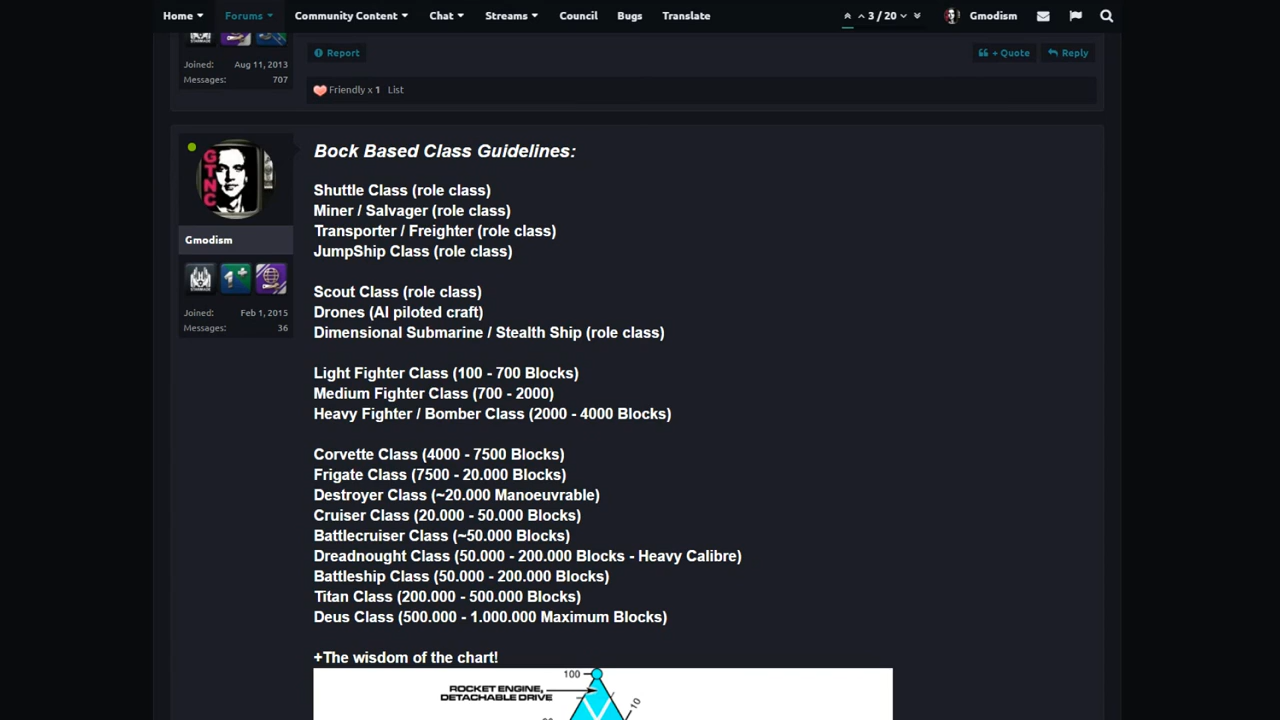 Home Forums Community Content Chat Streams Council Bugs Translate 3 / 20 Gmodism
Joined: Aug 11, 2013
Messages: 707
Report + Quote Reply
Friendly x 1 List
GTNC
Gmodism
1+
Joined: Feb 1, 2015
Messages: 36
Bock Based Class Guidelines:
Shuttle Class (role class)
Miner / Salvager (role class)
Transporter / Freighter (role class)
JumpShip Class (role class)
Scout Class (role class)
Drones (AI piloted craft)
Dimensional Submarine / Stealth Ship (role class)
Light Fighter Class (100 - 700 Blocks)
Medium Fighter Class (700 - 2000)
Heavy Fighter / Bomber Class (2000 - 4000 Blocks)
Corvette Class (4000 - 7500 Blocks)
Frigate Class (7500 - 20.000 Blocks)
Destroyer Class (~20.000 Manoeuvrable)
Cruiser Class (20.000 - 50.000 Blocks)
Battlecruiser Class (~50.000 Blocks)
Dreadnought Class (50.000 - 200.000 Blocks - Heavy Calibre)
Battleship Class (50.000 - 200.000 Blocks)
Titan Class (200.000 - 500.000 Blocks)
Deus Class (500.000 - 1.000.000 Maximum Blocks)
+The wisdom of the chart!
100
ROCKET ENGINE,
DETACHABLE DRIVE
10